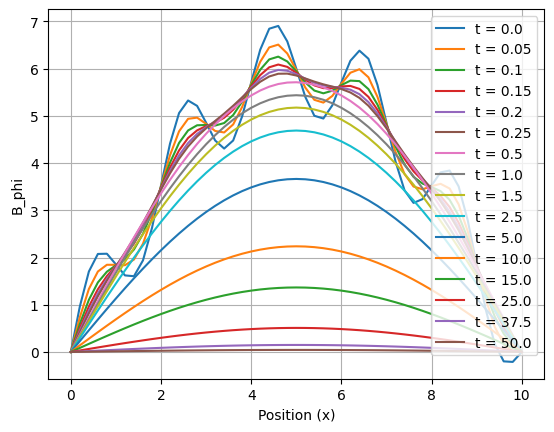 7
6
5
4
3
2
1
0
B_phi
0
2
4
6
8
10
Position (x)
t = 0.0
t = 0.05
t = 0.1
t = 0.15
t = 0.2
t = 0.25
t = 0.5
t = 1.0
t = 1.5
t = 2.5
t = 5.0
t = 10.0
t = 15.0
t = 25.0
t = 37.5
t = 50.0